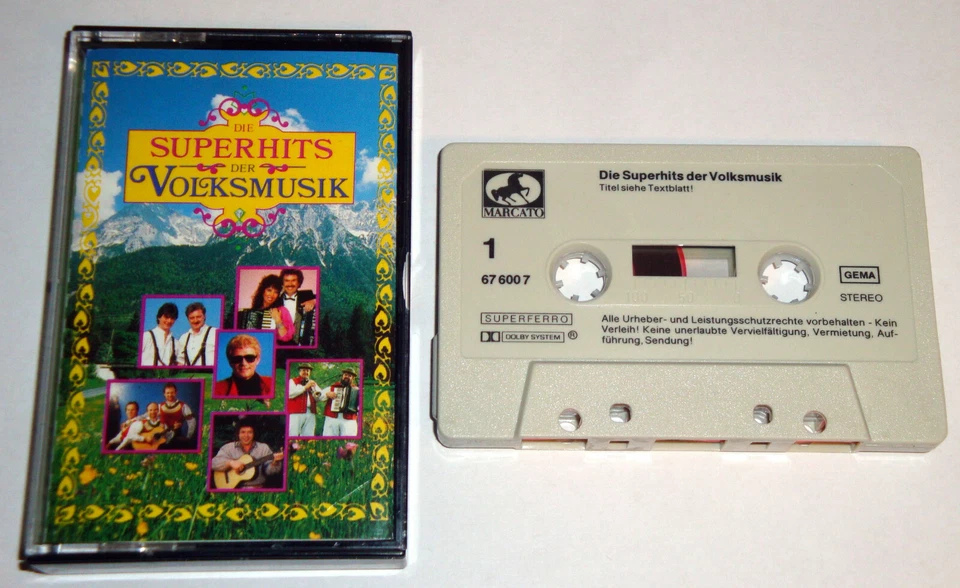 DIE
SUPERHITS
DER
VOLKSMUSIK
MARCATO
Die Superhits der Volksmusik
Titel siehe Textblatt!
1
67 600 7
GEMA
STEREO
SUPERFERRO
DOLBY SYSTEM ®
Alle Urheber- und Leistungsschutzrechte vorbehalten - Kein
Verleih! Keine unerlaubte Vervielfältigung, Vermietung, Auf-
führung, Sendung!